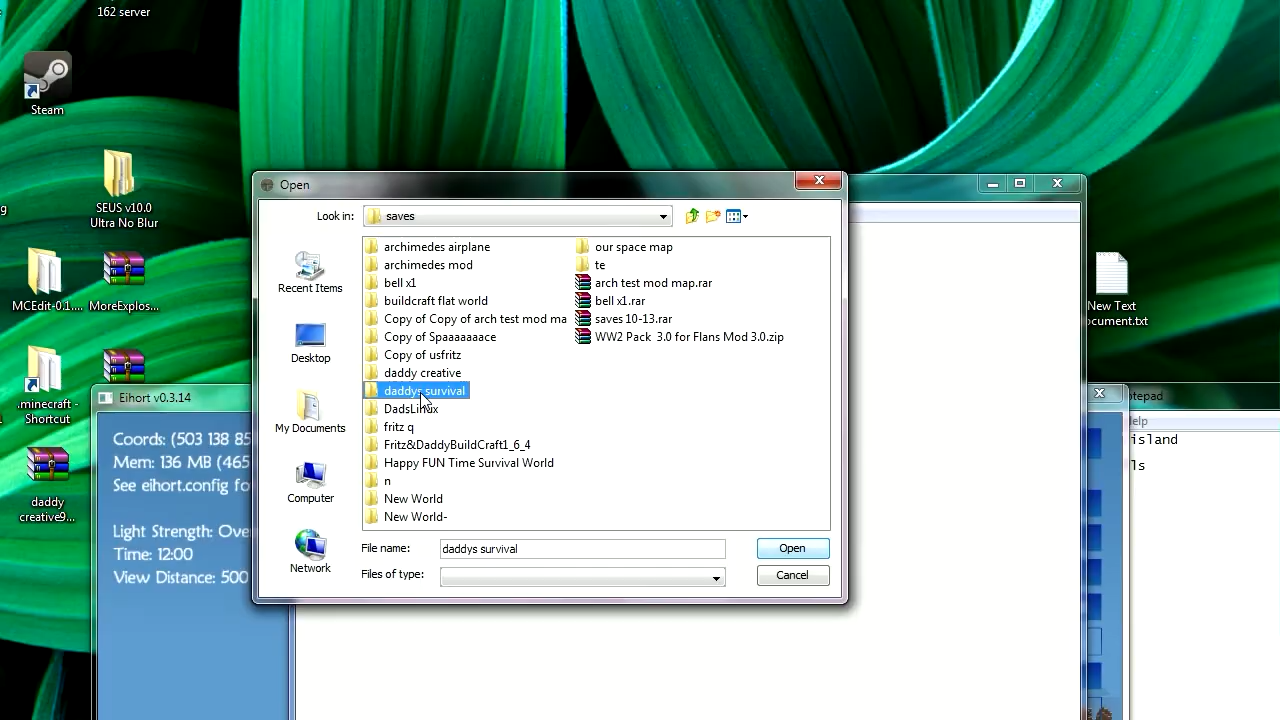 162 server
Steam
SEUS v10.0
Ultra No Blur
g
MCEdit-0.1....
MoreExplos...
.minecraft -
Shortcut
daddy
creative9...
Open
Look in:
saves
Recent Items
Desktop
My Documents
Computer
Network
archimedes airplane
archimedes mod
bell x1
buildcraft flat world
Copy of Copy of arch test mod ma
Copy of Spaaaaaace
Copy of usfritz
daddy creative
daddys survival
DadsLinux
fritz q
Fritz&DaddyBuildCraft1_6_4
Happy FUN Time Survival World
n
New World
New World-
our space map
te
arch test mod map.rar
bell x1.rar
saves 10-13.rar
WW2 Pack 3.0 for Flans Mod 3.0.zip
File name:
daddys survival
Open
Files of type:
Cancel
Eihort v0.3.14
Coords: (503 138 85
Mem: 136 MB (465
See eihort.config fo
Light Strength: Over
Time: 12:00
View Distance: 500
New Text
ocument.txt
otepad
elp
island
ls